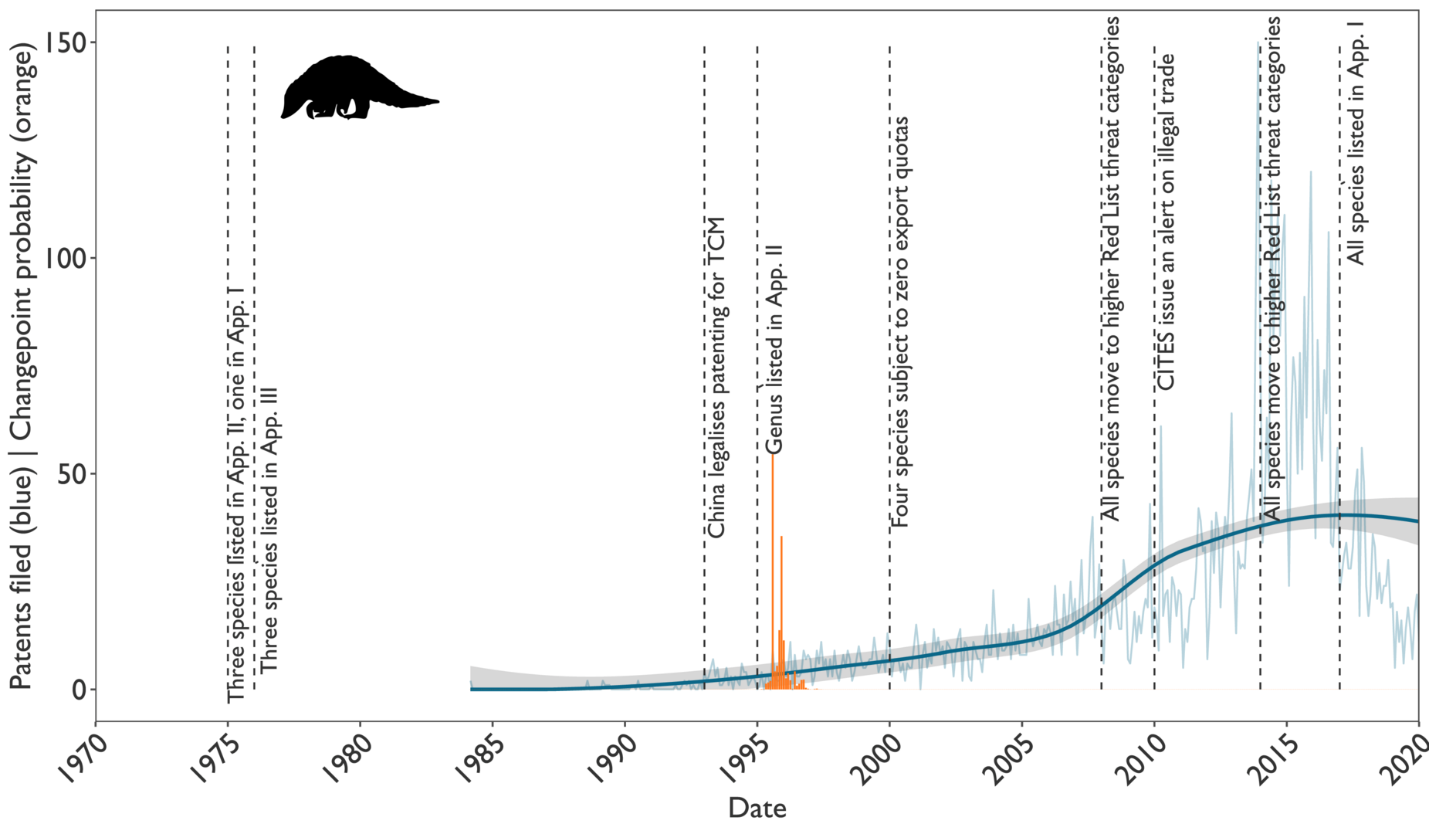 Patents filed (blue) | Changepoint probability (orange)
150
100
50
0
Three species listed in App. II, one in App. I
Three species listed in App. III
China legalises patenting for TCM
Genus listed in App. II
Four species subject to zero export quotas
All species move to higher Red List threat categories
CITES issue an alert on illegal trade
All species move to higher Red List threat categories
All species listed in App. I
1970
1975
1980
1985
1990
1995
2000
2005
2010
2015
2020
Date